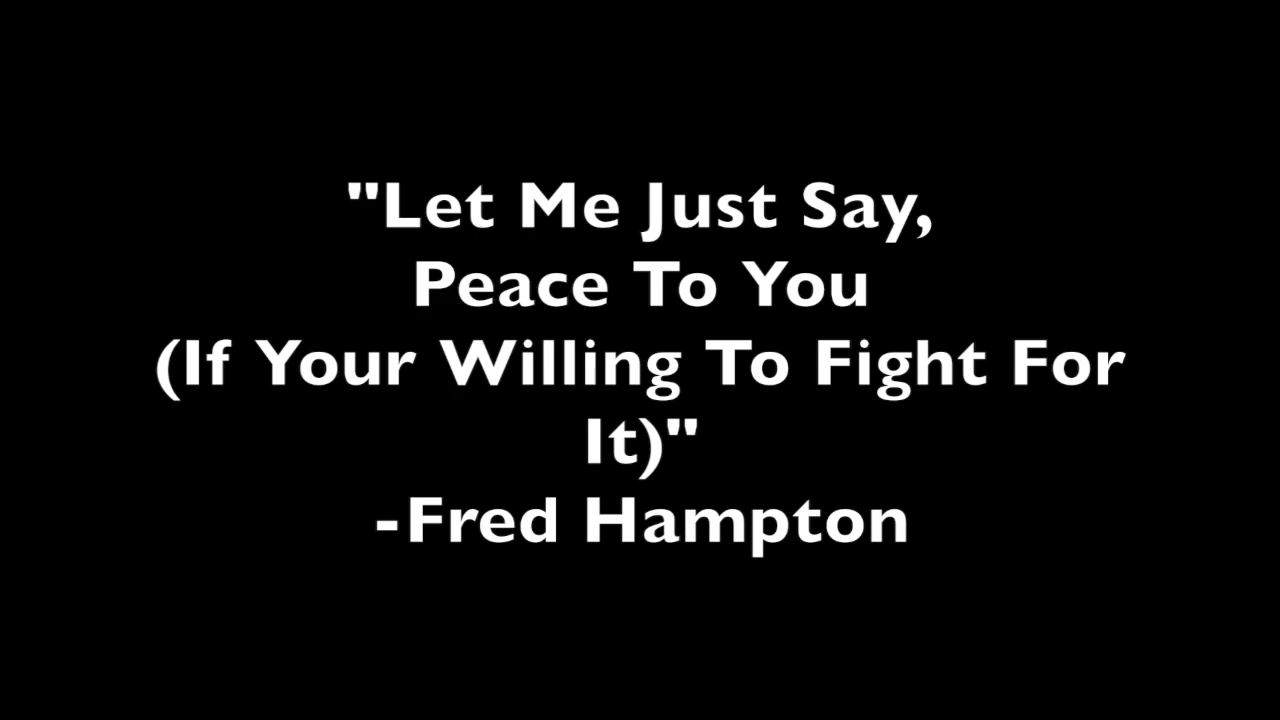 "Let Me Just Say,
Peace To You
(If Your Willing To Fight For
It)"
-Fred Hampton